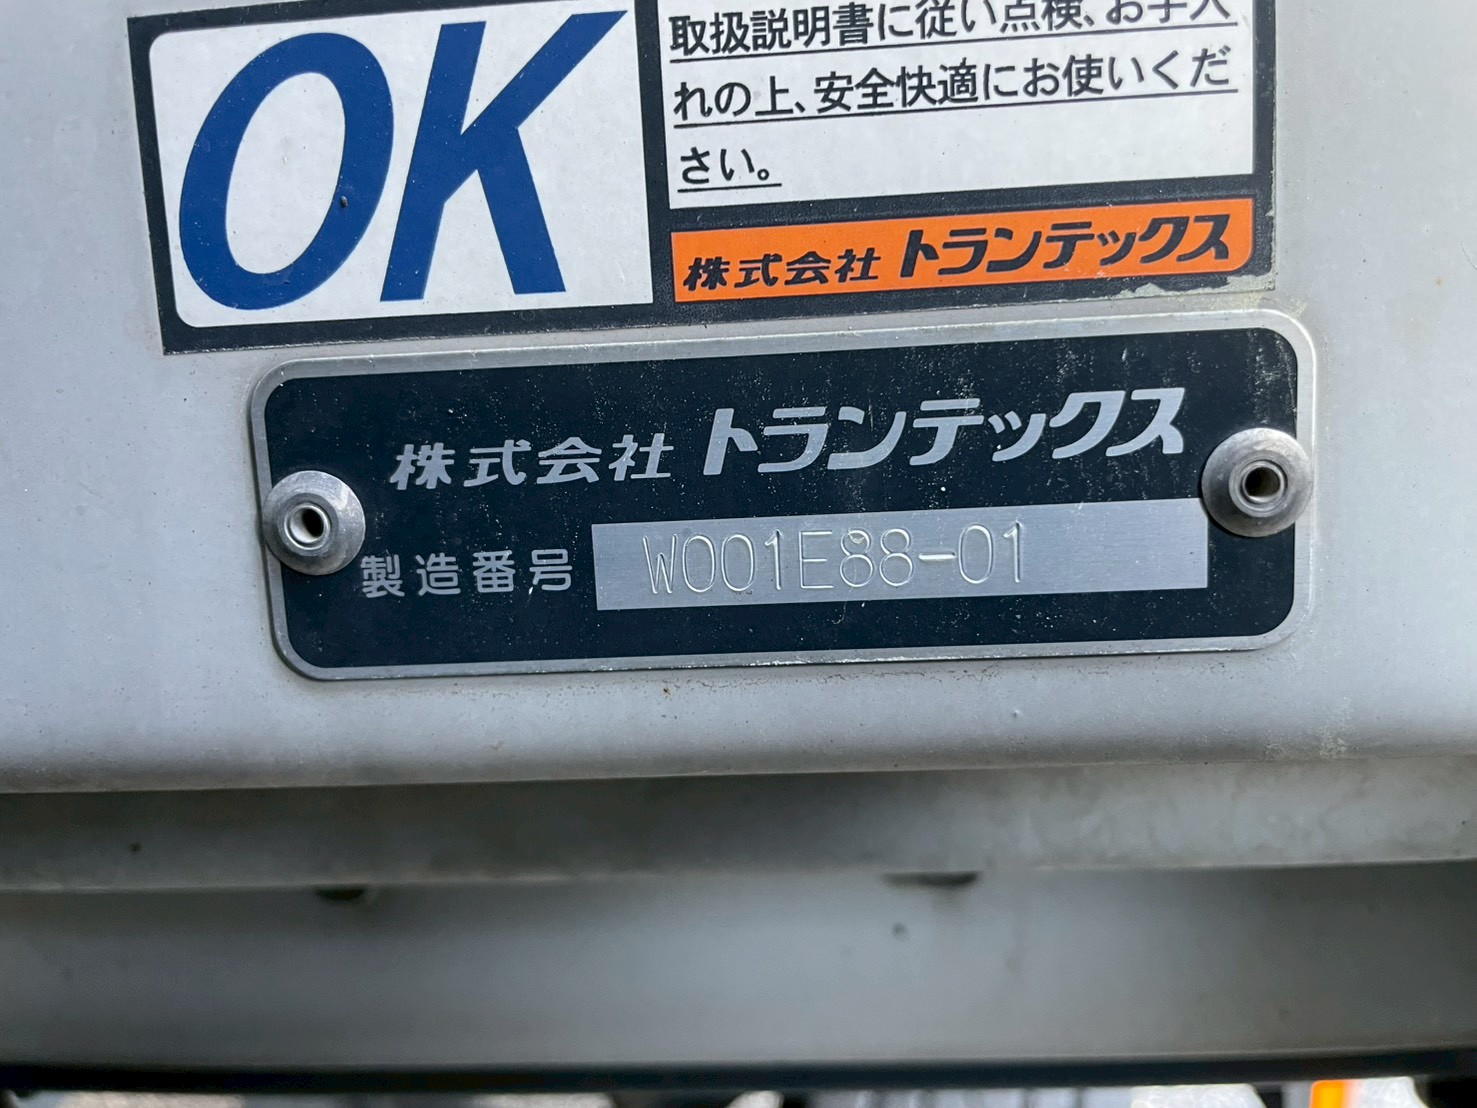 OK
取扱説明書に従い点検、お手入
れの上、安全快適にお使いくだ
さい。
株式会社 トランテックス
株式会社 トランテックス
製造番号 W001E88-01